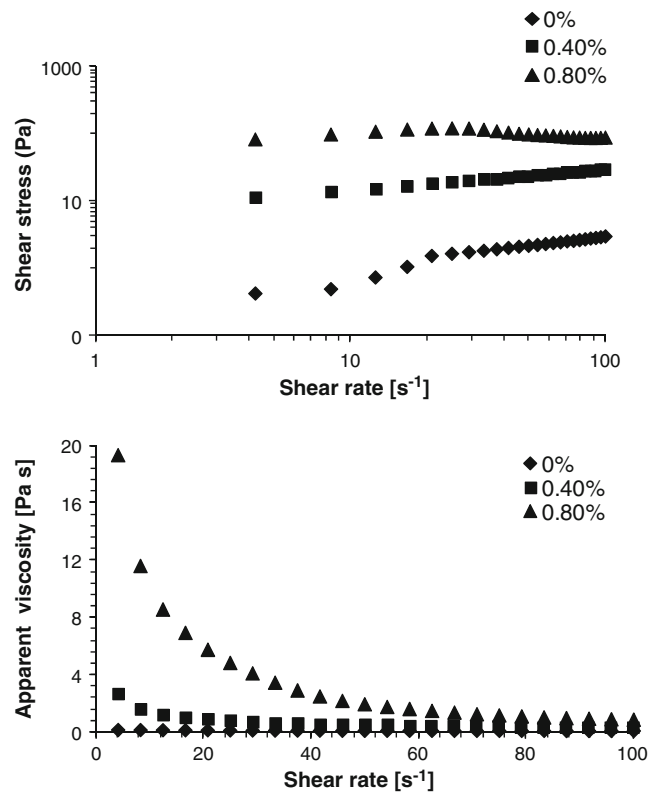 ◆ 0%
■ 0.40%
▲ 0.80%
1000
10
0
Shear stress (Pa)
1 10 100
Shear rate [s-1]
20
16
12
8
4
0
Apparent viscosity [Pa s]
◆ 0%
■ 0.40%
▲ 0.80%
0 20 40 60 80 100
Shear rate [s-1]